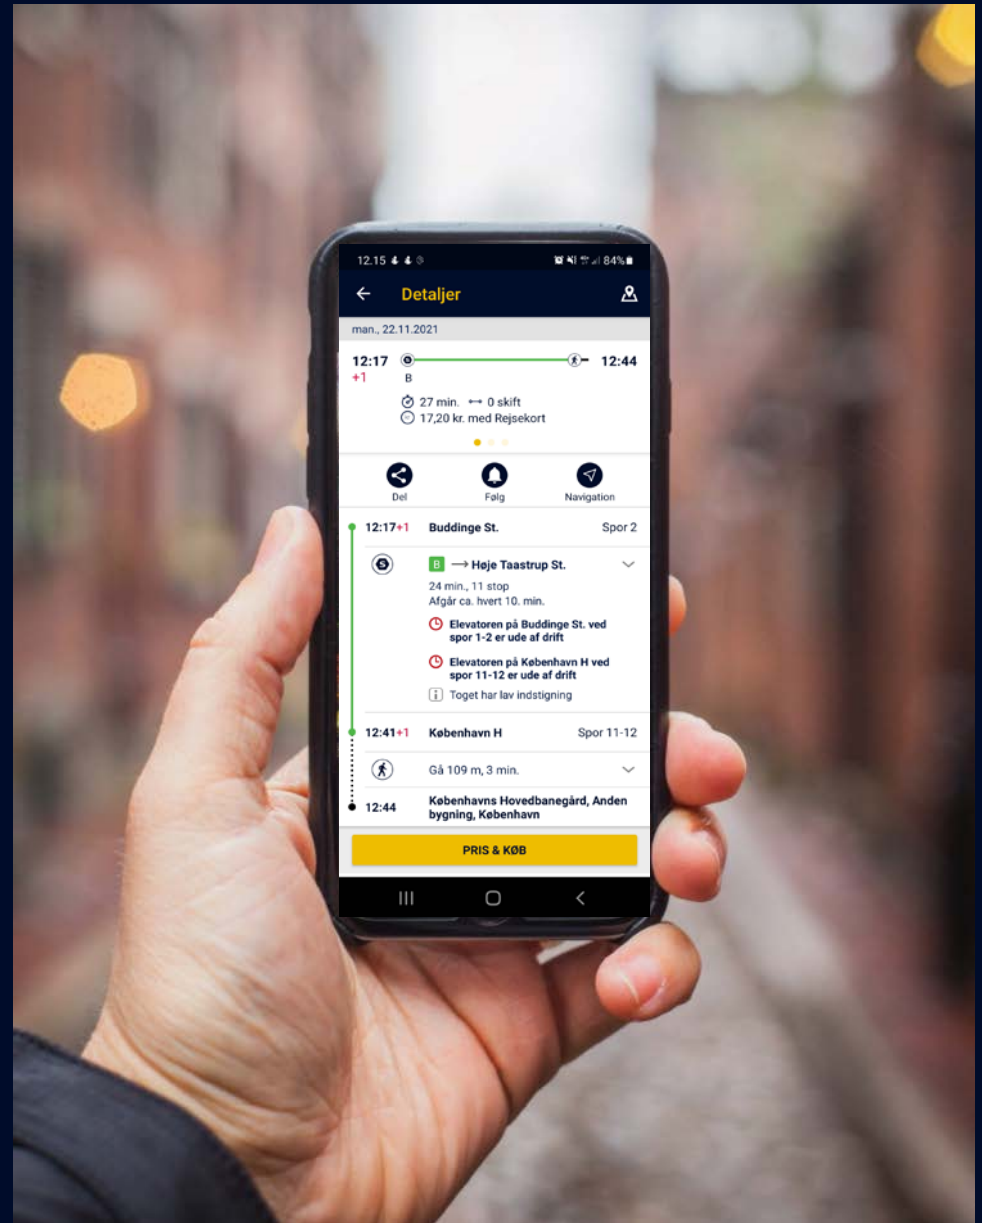 12.15 84%
Detaljer
man., 22.11.2021
12:17 12:44
+1 B
27 min. ↔ 0 skift
17,20 kr. med Rejsekort
Del Følg Navigation
12:17+1 Buddinge St. Spor 2
S B → Høje Taastrup St.
24 min., 11 stop
Afgår ca. hvert 10. min.
Elevatoren på Buddinge St. ved
spor 1-2 er ude af drift
Elevatoren på København H ved
spor 11-12 er ude af drift
i Toget har lav indstigning
12:41+1 København H Spor 11-12
Gå 109 m, 3 min.
12:44 Københavns Hovedbanegård, Anden
bygning, København
PRIS & KØB